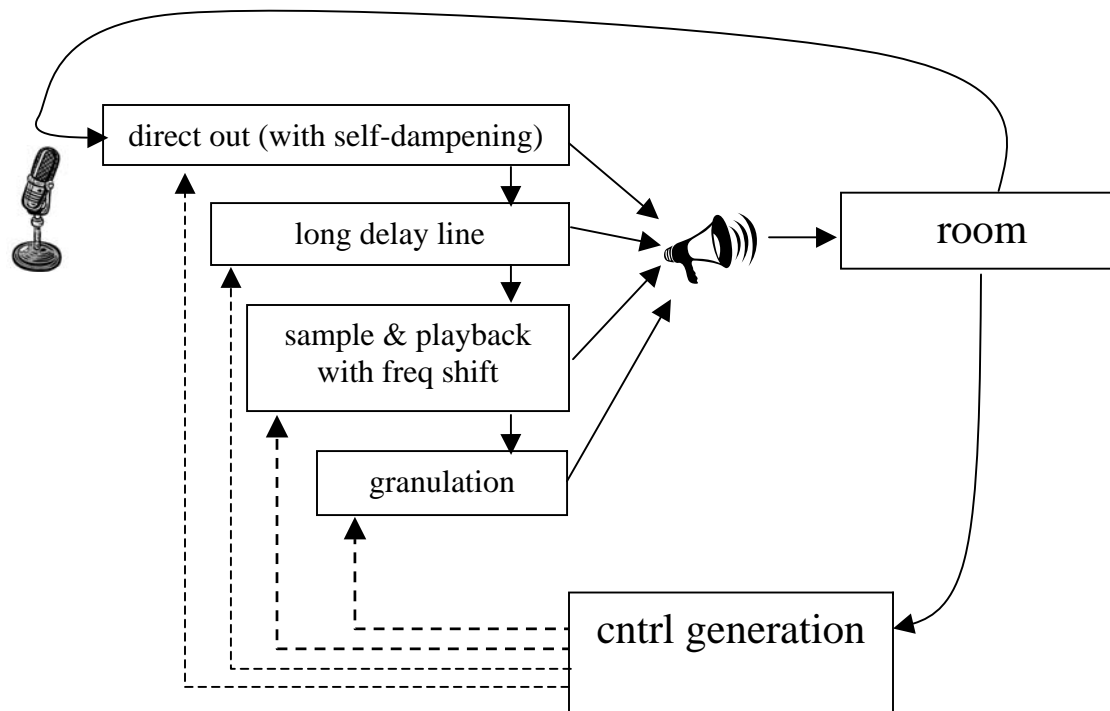 direct out (with self-dampening)
long delay line
room
sample & playback
with freq shift
granulation
cntrl generation